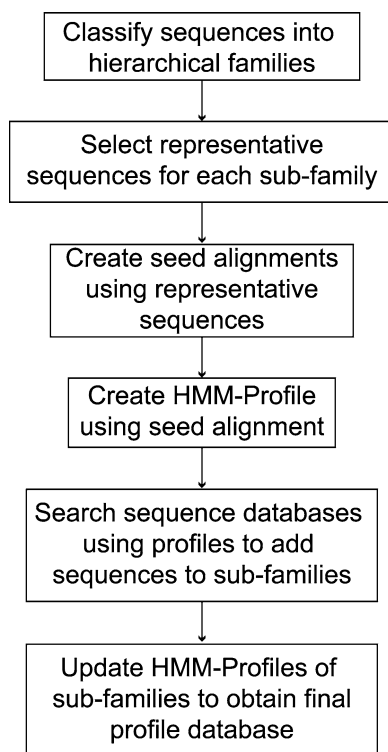 Classify sequences into
hierarchical families
Select representative
sequences for each sub-family
Create seed alignments
using representative
sequences
Create HMM-Profile
using seed alignment
Search sequence databases
using profiles to add
sequences to sub-families
Update HMM-Profiles of
sub-families to obtain final
profile database